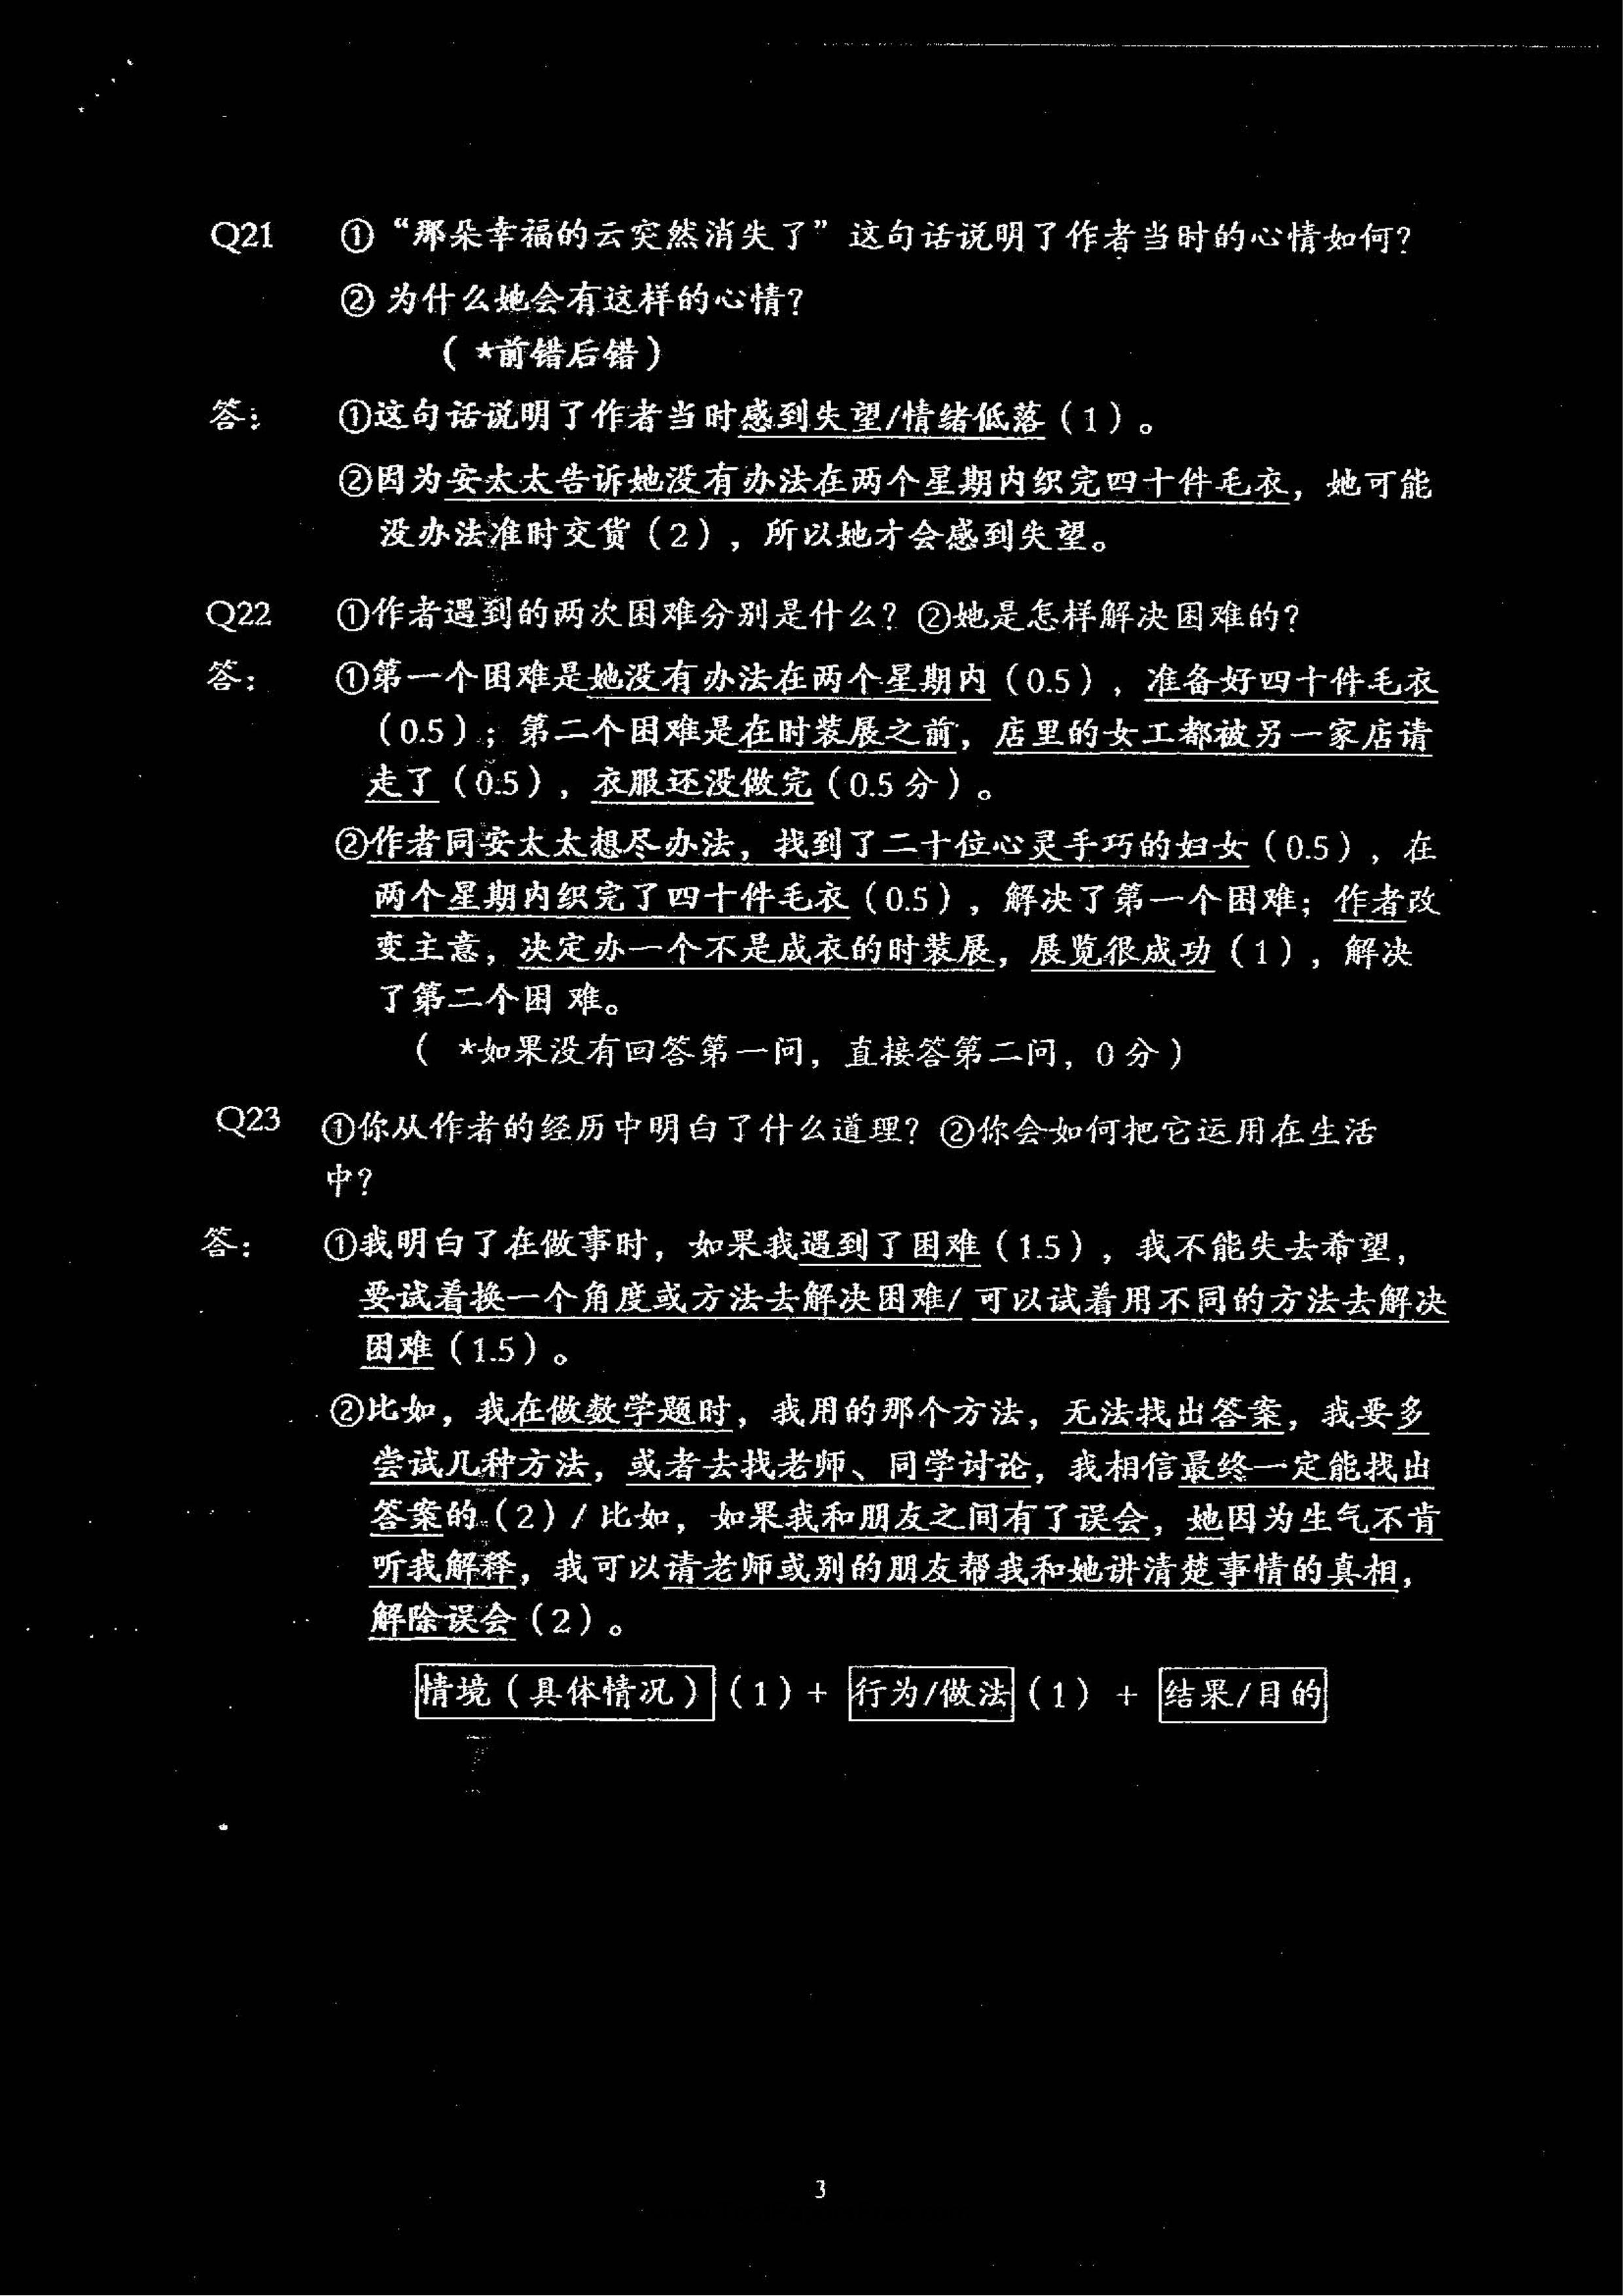 Q21 ①“那朵幸福的云突然消失了”这句话说明了作者当时的心情如何？
② 为什么她会有这样的心情？
（ *前错后错）
答： ①这句话说明了作者当时感到失望/情绪低落（1）。
②因为安太太告诉她没有办法在两个星期内织完四十件毛衣，她可能
没办法准时交货（2），所以她才会感到失望。
Q22 ①作者遇到的两次困难分别是什么？②她是怎样解决困难的？
答： ①第一个困难是她没有办法在两个星期内（0.5），准备好四十件毛衣
（0.5）；第二个困难是在时装展之前，店里的女工都被另一家店请
走了（0.5），衣服还没做完（0.5 分）。
②作者同安太太想尽办法，找到了二十位心灵手巧的妇女（0.5），在
两个星期内织完了四十件毛衣（0.5），解决了第一个困难；作者改
变主意，决定办一个不是成衣的时装展，展览很成功（1），解决
了第二个困 难。
（ *如果没有回答第一问，直接答第二问，0 分）
Q23 ①你从作者的经历中明白了什么道理？②你会如何把它运用在生活
中？
答： ①我明白了在做事时，如果我遇到了困难（1.5），我不能失去希望，
要试着换一个角度或方法去解决困难/ 可以试着用不同的方法去解决
困难（1.5）。
②比如，我在做数学题时，我用的那个方法，无法找出答案，我要多
尝试几种方法，或者去找老师、同学讨论，我相信最终一定能找出
答案的（2）/ 比如，如果我和朋友之间有了误会，她因为生气不肯
听我解释，我可以请老师或别的朋友帮我和她讲清楚事情的真相，
解除误会（2）。
情境（具体情况）（1）+ 行为/做法（1） + 结果/目的
3